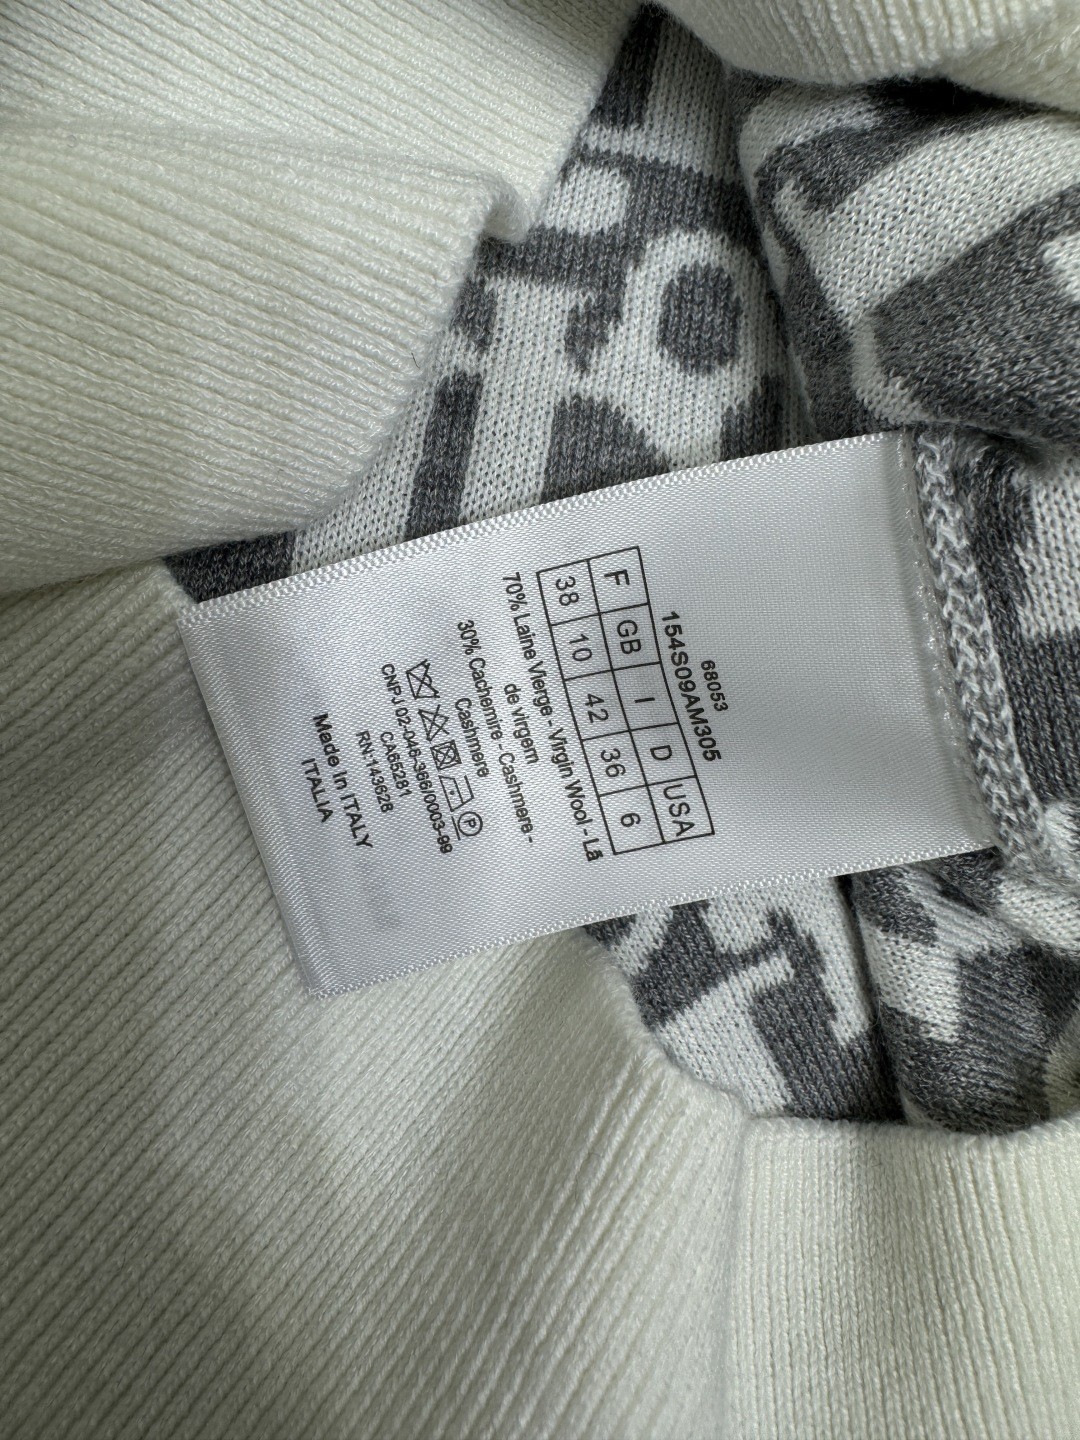 68053
154S09AM305
F GB I D USA
38 10 42 36 6
70% Laine Vierge - Virgin Wool - Lã
de virgem
30% Cachemire - Cashmere -
Cashmere
P
CNPJ 02-046-366/0003-99
CA65281
RN:143628
Made in ITALY
ITALIA